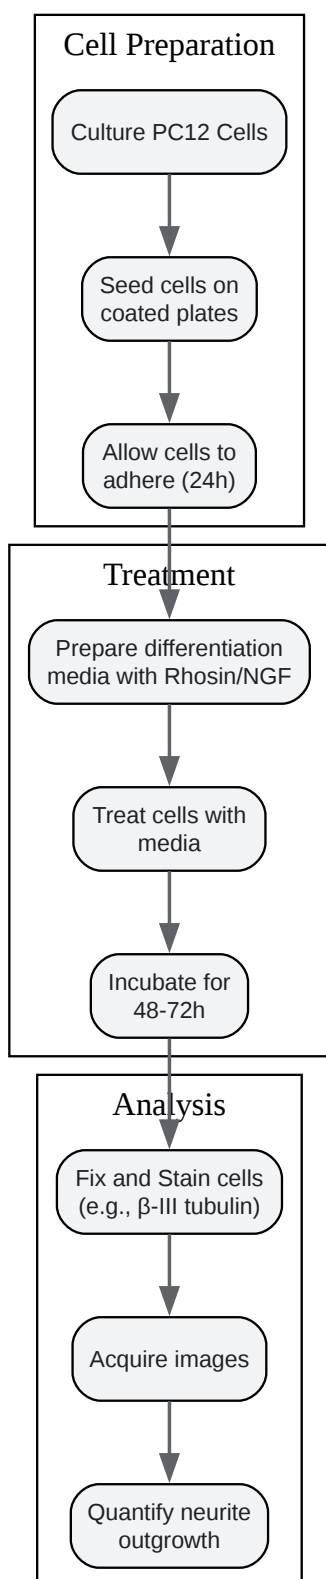 Cell Preparation
Culture PC12 Cells
Seed cells on
coated plates
Allow cells to
adhere (24h)
Treatment
Prepare differentiation
media with Rhosin/NGF
Treat cells with
media
Incubate for
48-72h
Analysis
Fix and Stain cells
(e.g., β-III tubulin)
Acquire images
Quantify neurite
outgrowth